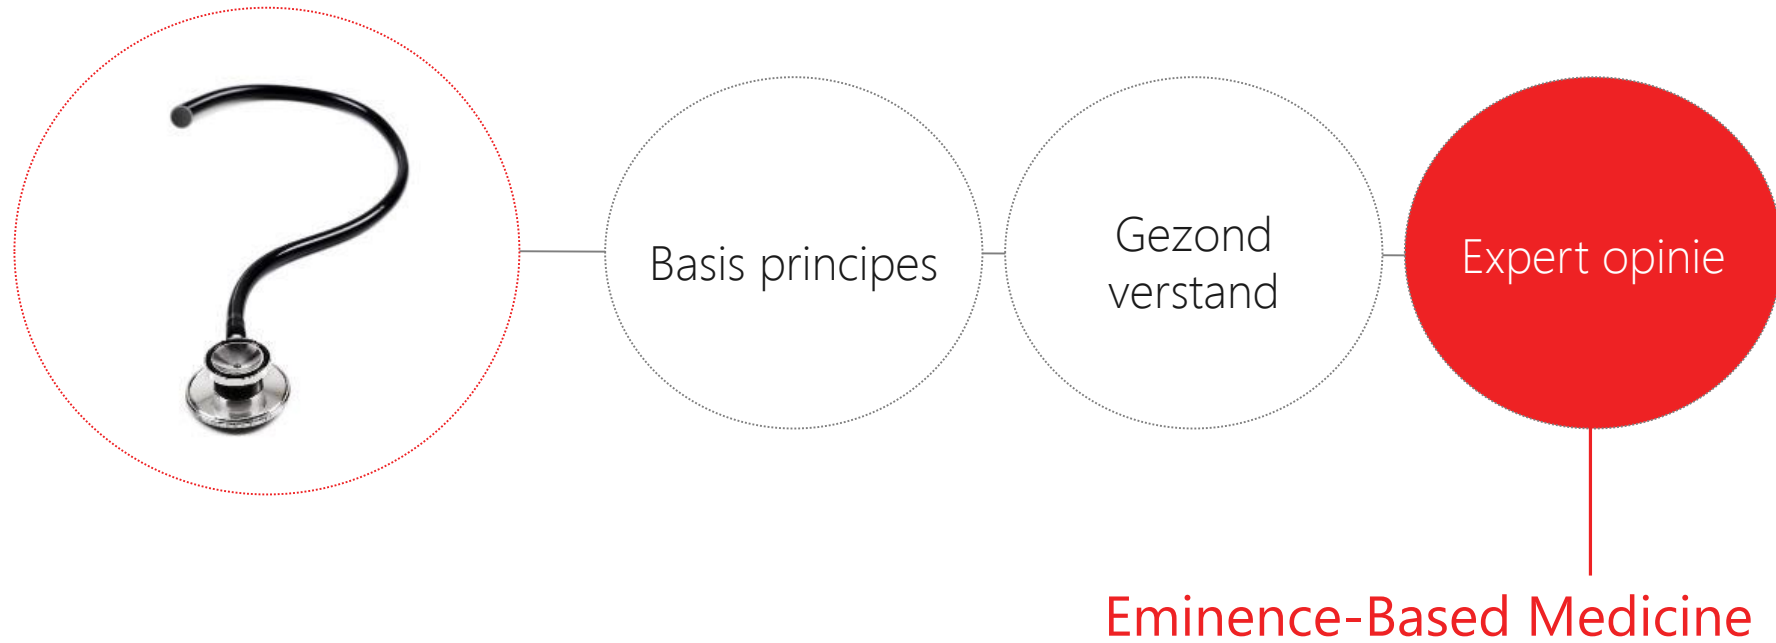 Basis principes
Gezond
verstand
Expert opinie
Eminence-Based Medicine